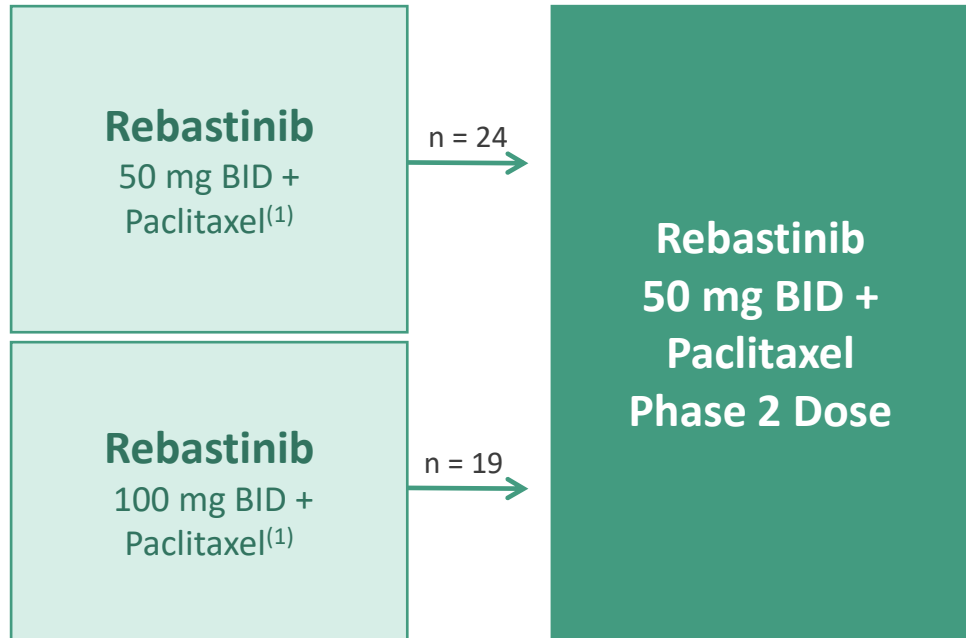 Rebastinib
50 mg BID +
Paclitaxel(1)
n = 24
Rebastinib
100 mg BID +
Paclitaxel(1)
n = 19
Rebastinib
50 mg BID +
Paclitaxel
Phase 2 Dose